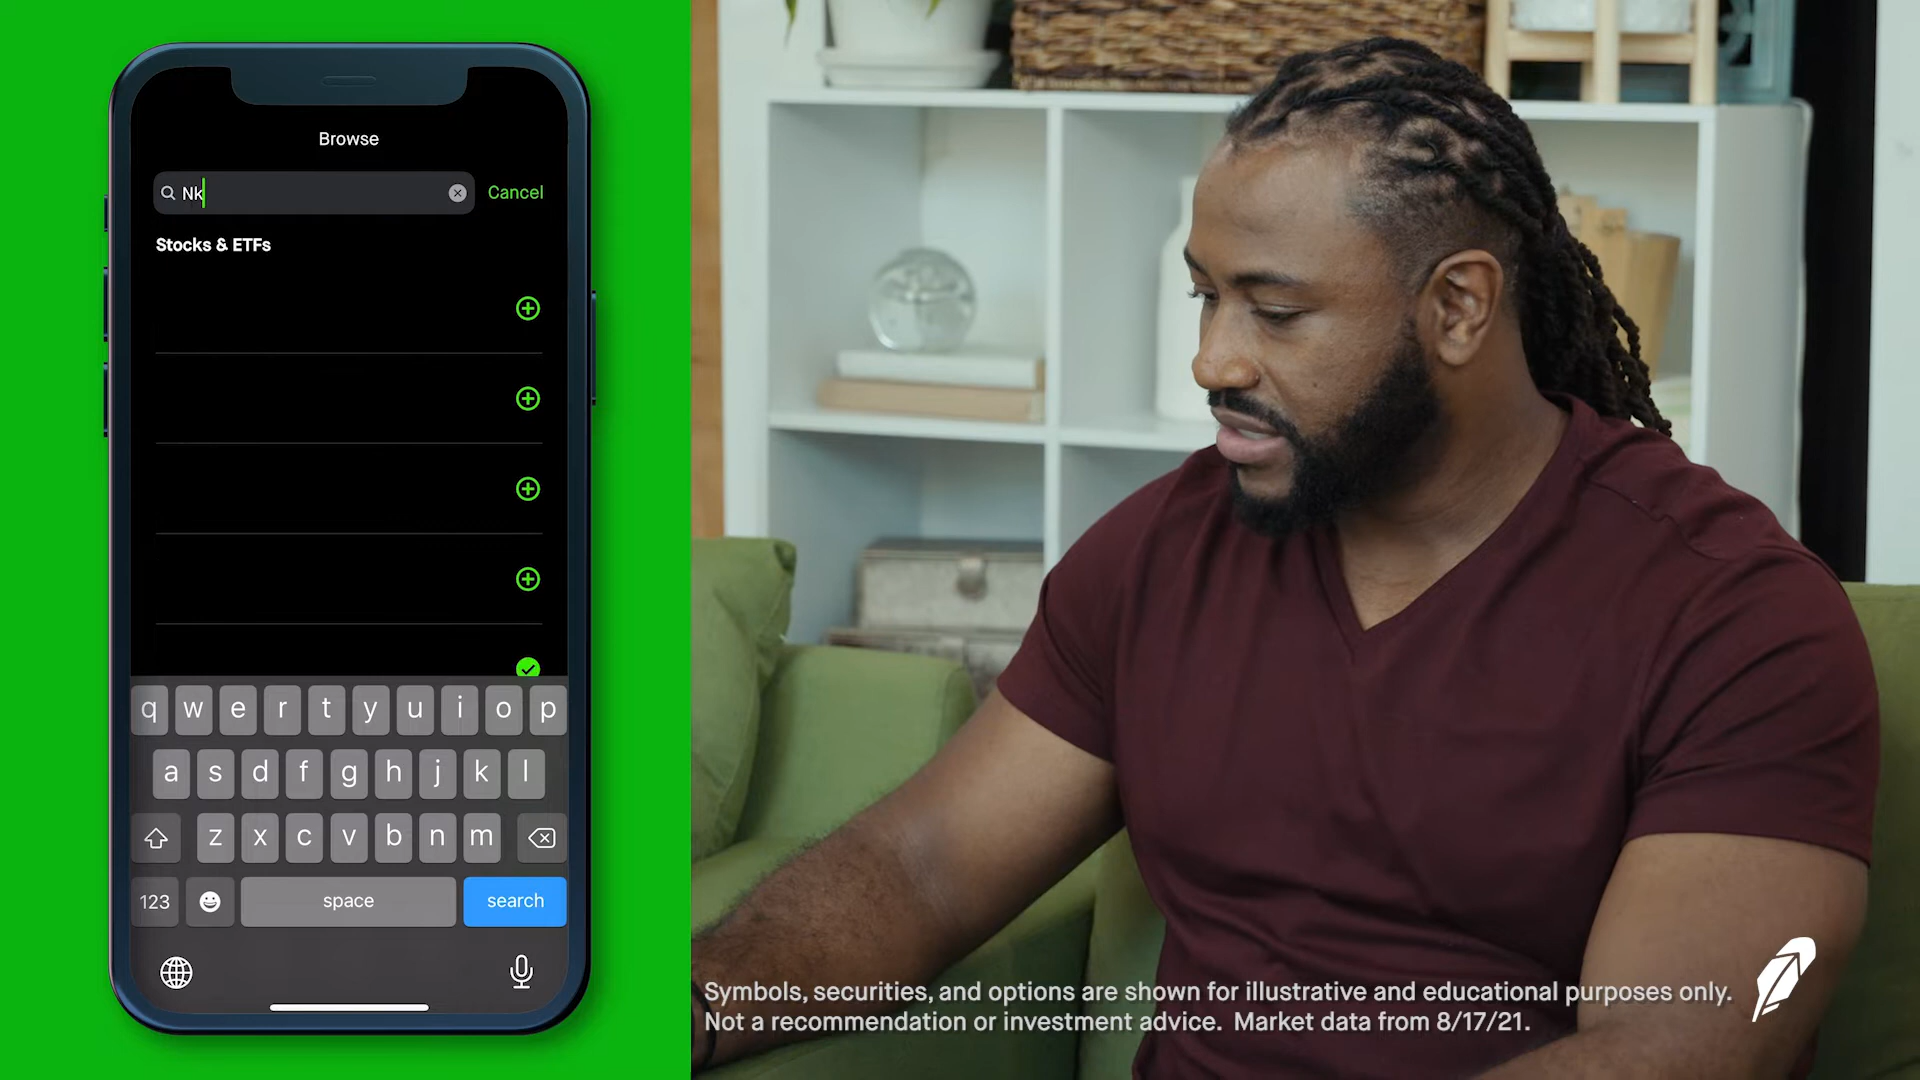 Browse
Nk
Cancel
Stocks & ETFs
q w e r t y u i o p
a s d f g h j k l
z x c v b n m
123
space
search
Symbols, securities, and options are shown for illustrative and educational purposes only.
Not a recommendation or investment advice. Market data from 8/17/21.